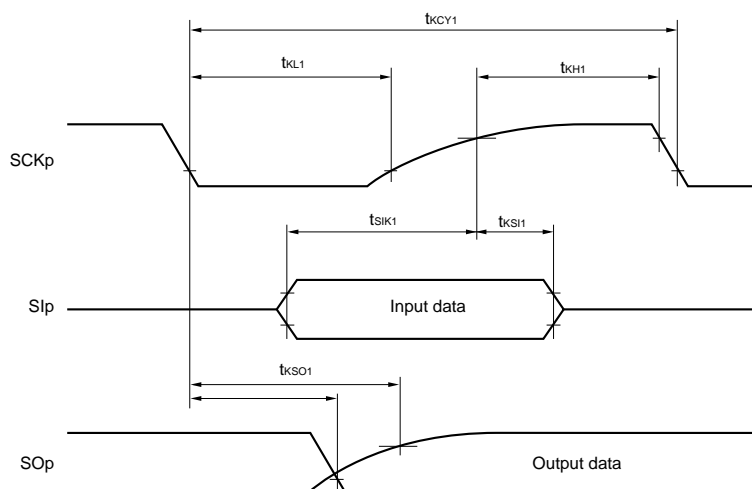 tKCY1
tKL1
tKH1
SCKp
tSIK1
tKSI1
SIp
Input data
tKSO1
SOp
Output data